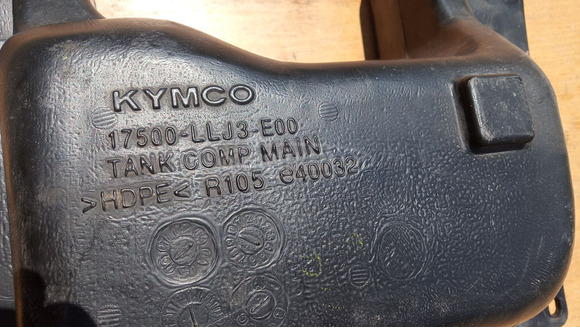 KYMCO
17500-LLJ3-E00
TANK COMP. MAIN
>HDPE< R105 e40032